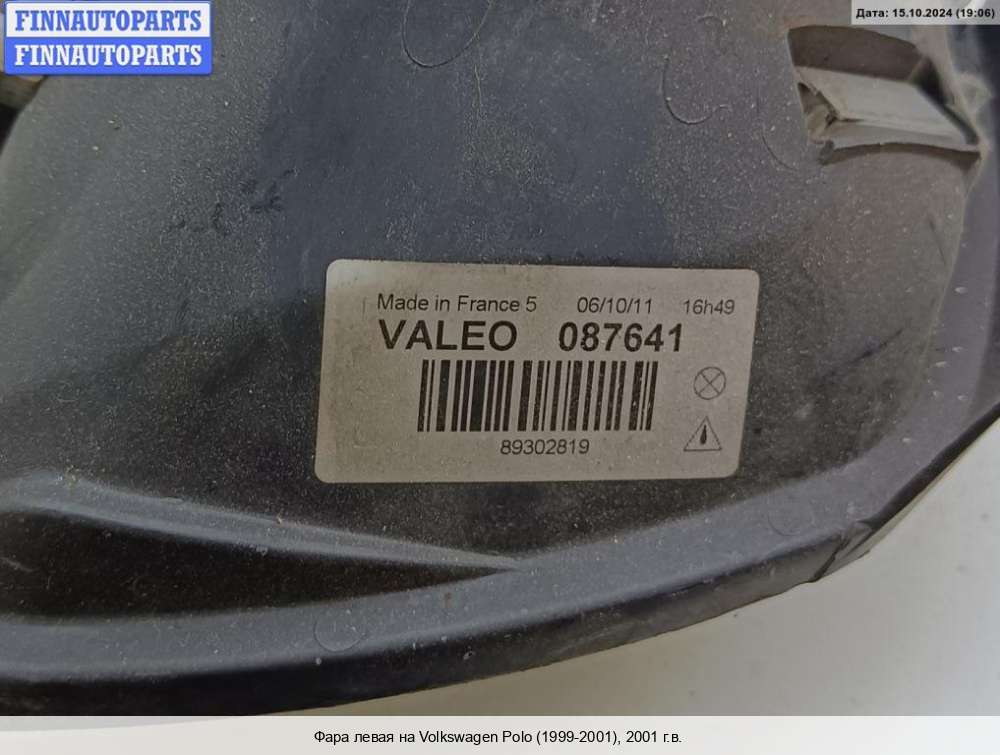 FINNAUTOPARTS
FINNAUTOPARTS
Дата: 15.10.2024 (19:06)
Made in France 5 06/10/11 16h49
VALEO 087641
89302819
Фара левая на Volkswagen Polo (1999-2001), 2001 г.в.